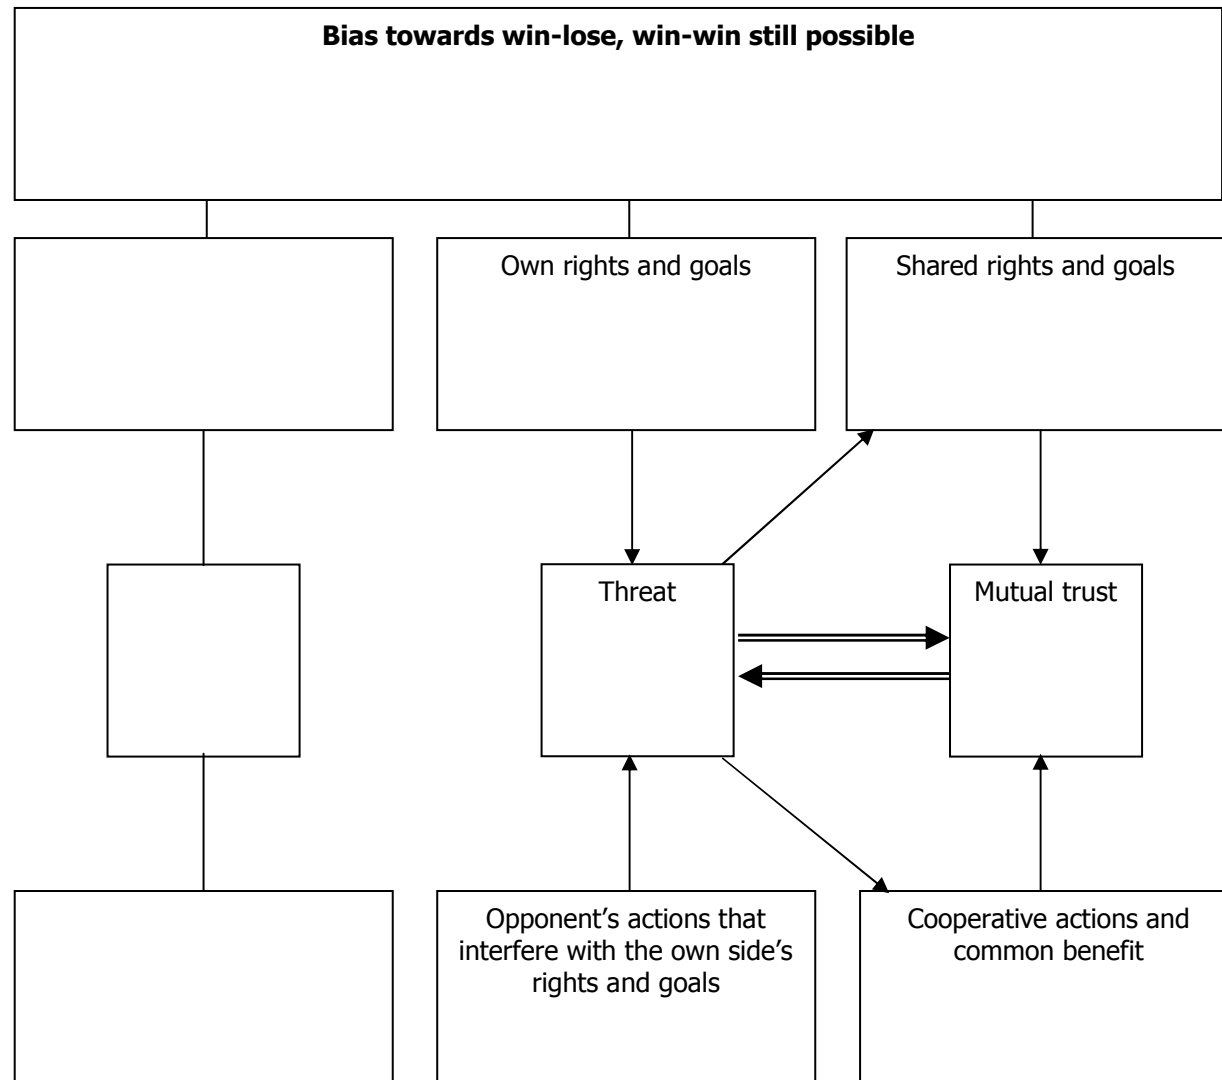 Bias towards win-lose, win-win still possible
Own rights and goals
Shared rights and goals
Threat
Mutual trust
Opponent’s actions that
interfere with the own side’s
rights and goals
Cooperative actions and
common benefit